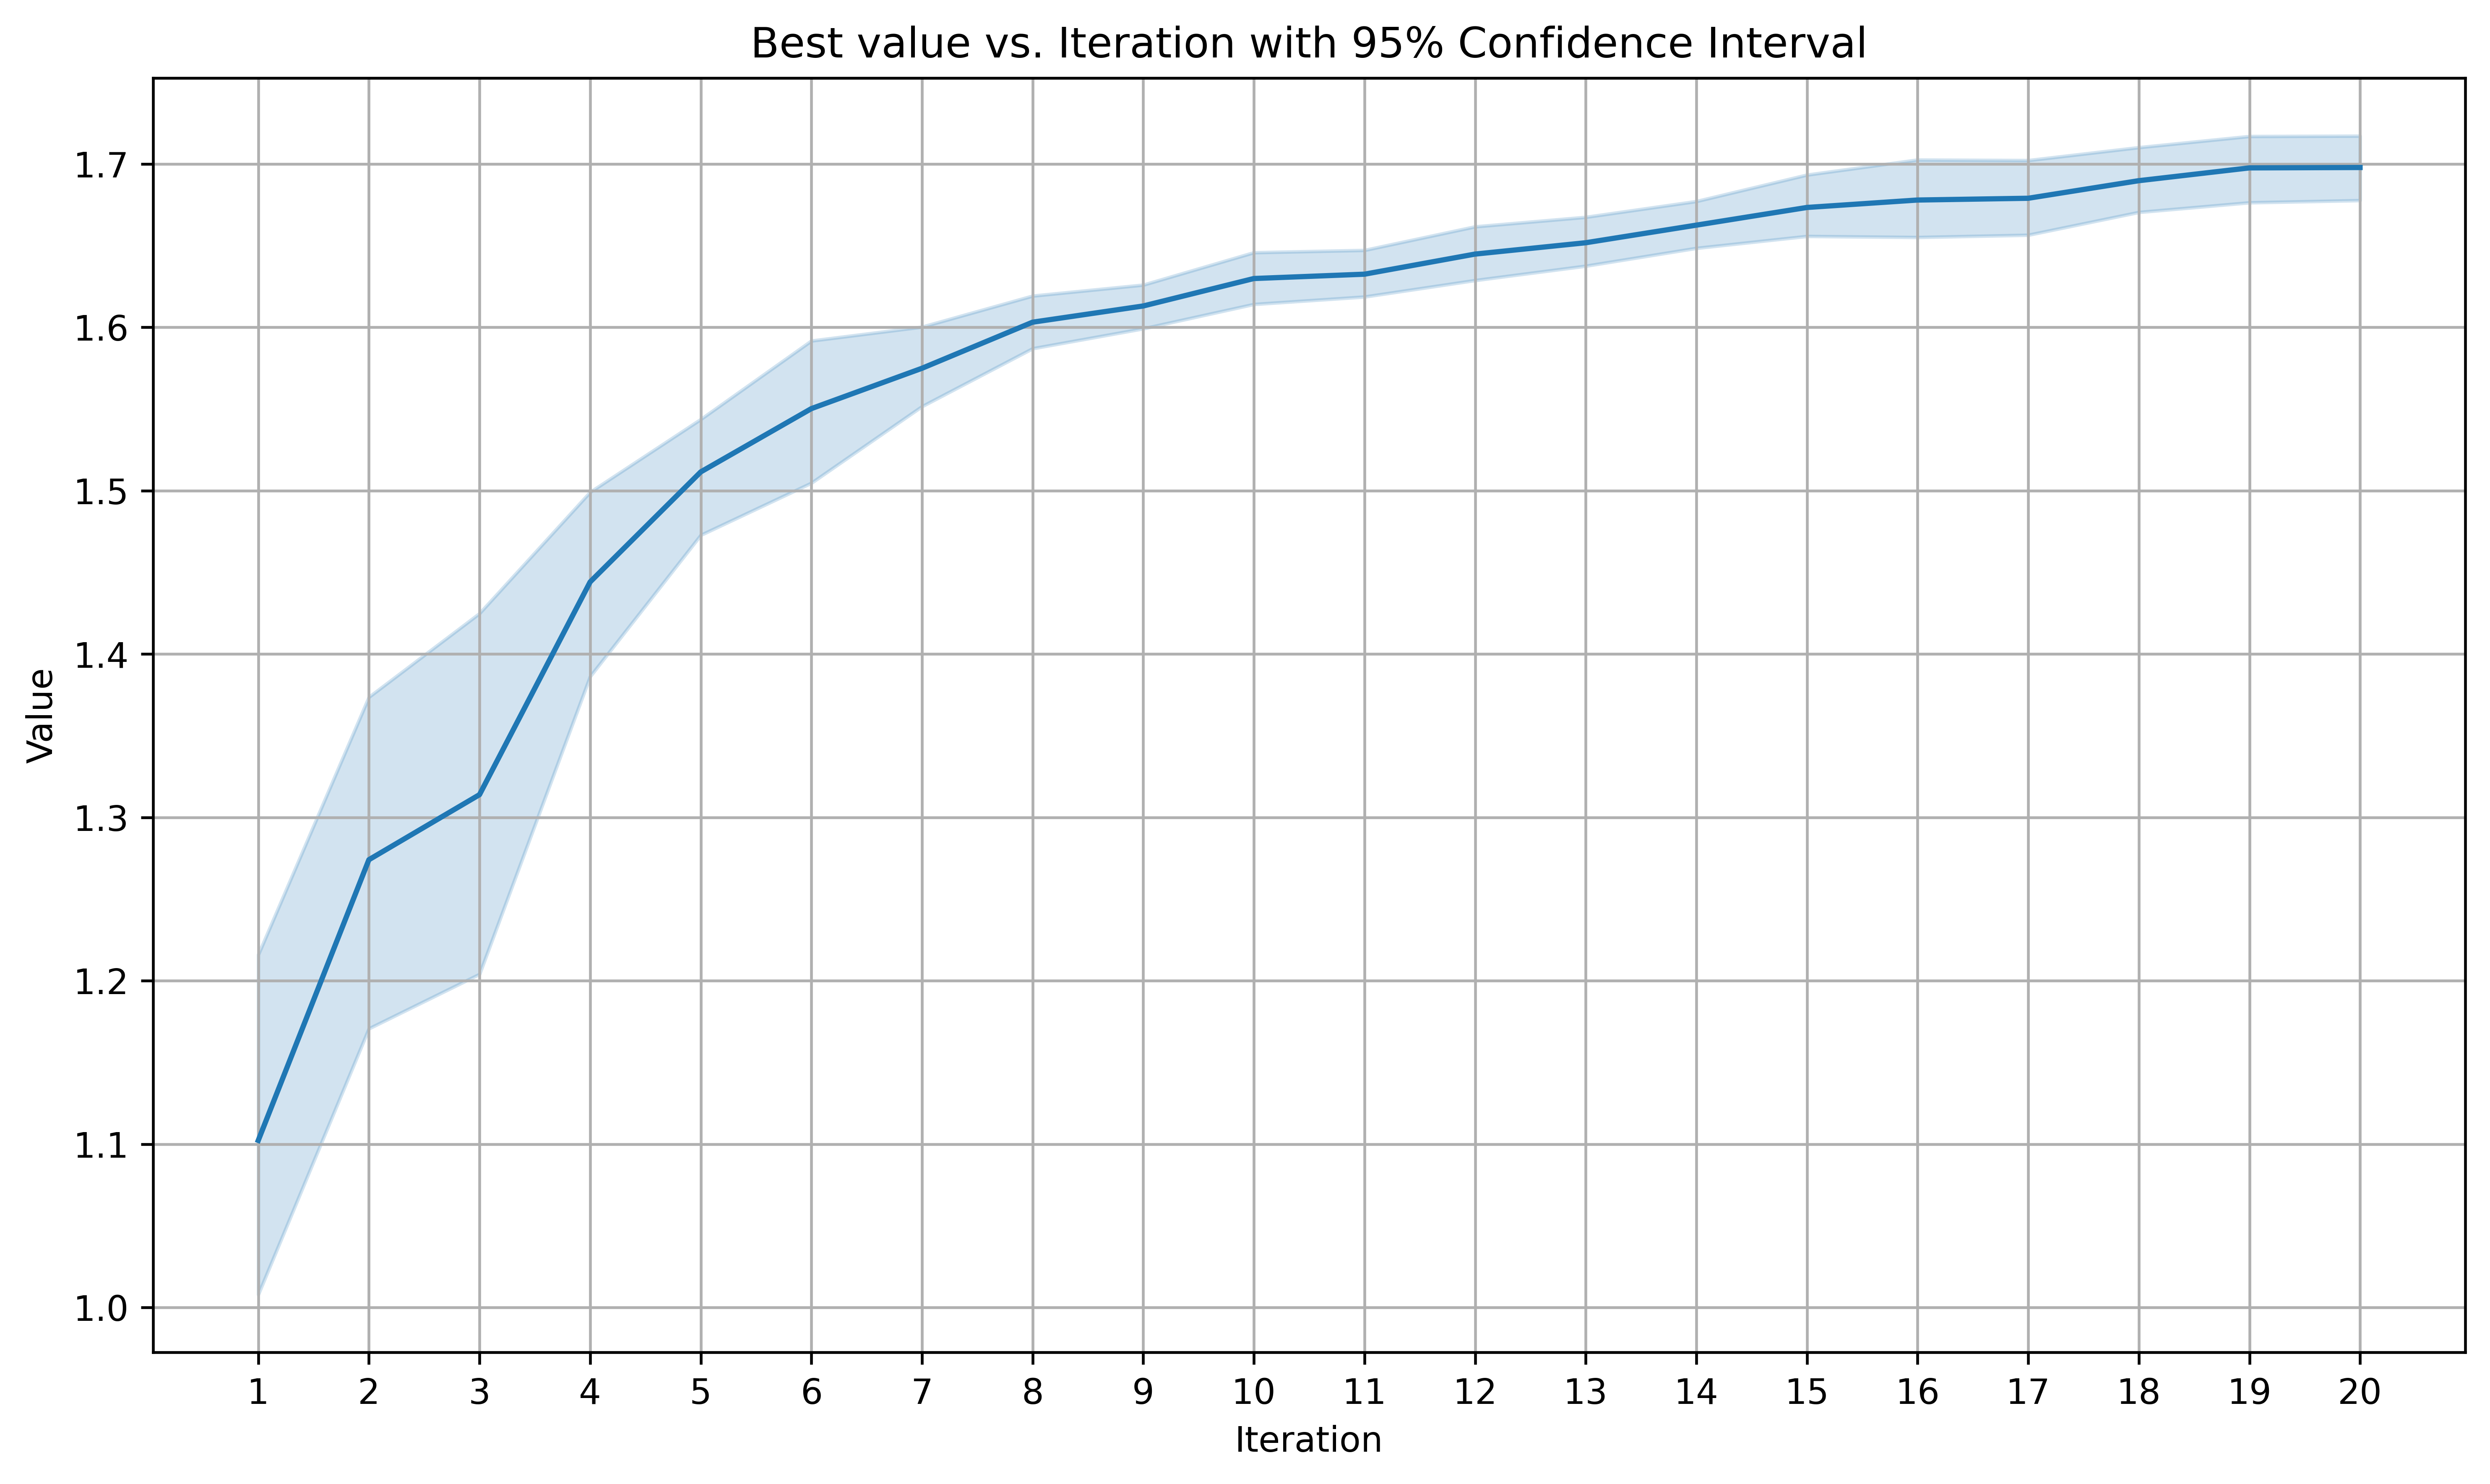 Best value vs. Iteration with 95% Confidence Interval
Value
1.7
1.6
1.5
1.4
1.3
1.2
1.1
1.0
1 2 3 4 5 6 7 8 9 10 11 12 13 14 15 16 17 18 19 20
Iteration